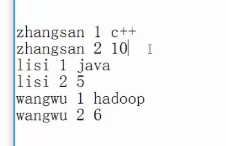 zhangsan 1 c++
zhangsan 2 10
lisi 1 java
lisi 2 5
wangwu 1 hadoop
wangwu 2 6